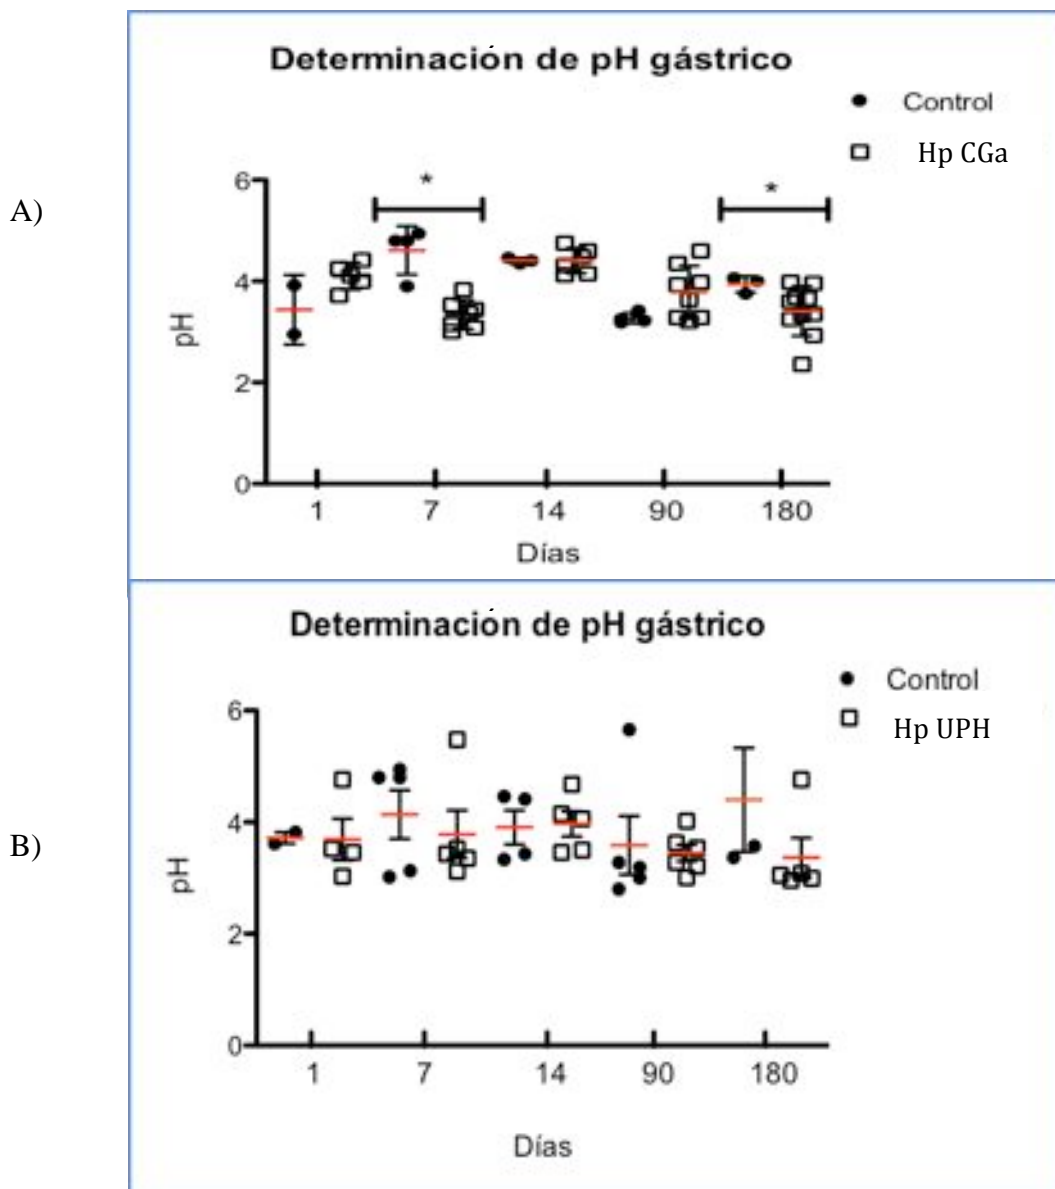 A)
Determinación de pH gástrico
Control
Hp CGa
*
*
pH
6
4
2
0
1 7 14 90 180
Días
B)
Determinación de pH gástrico
Control
Hp UPH
pH
6
4
2
0
1 7 14 90 180
Días